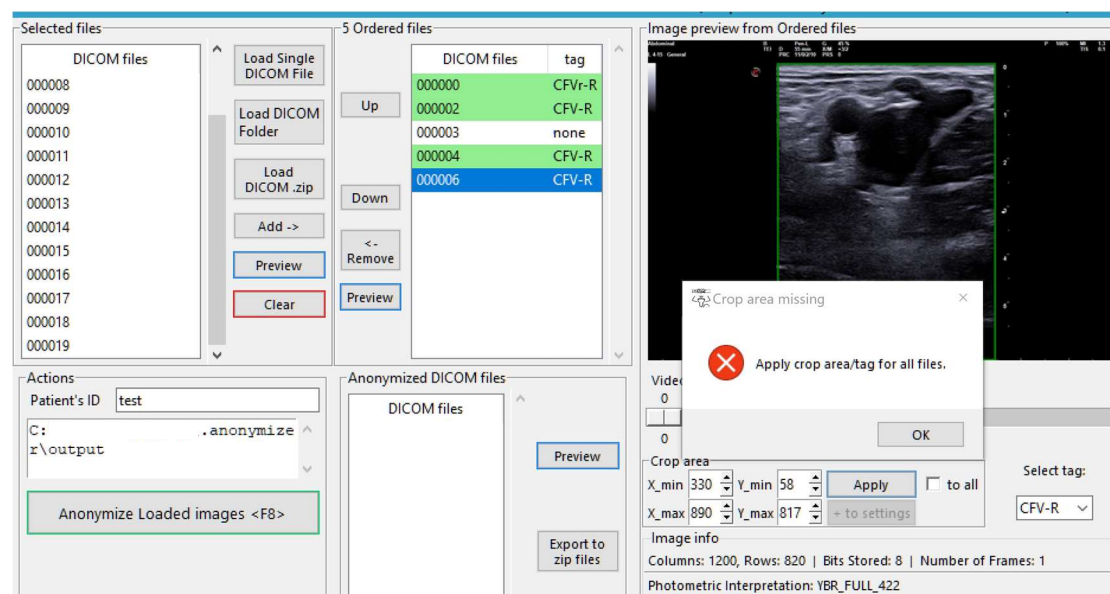 Selected files
DICOM files
000008
000009
000010
000011
000012
000013
000014
000015
000016
000017
000018
000019
Load Single
DICOM File
Load DICOM
Folder
Load
DICOM .zip
Add ->
Preview
Clear
5 Ordered files
Up
Down
<-
Remove
Preview
DICOM files tag
000000 CFVr-R
000002 CFV-R
000003 none
000004 CFV-R
000006 CFV-R
Image preview from Ordered files
Abdominal
L 4-15 General
Crop area missing
Apply crop area/tag for all files.
OK
0
0
Crop area
X_min 330 Y_min 58 Apply to all
X_max 890 Y_max 817 + to settings
Select tag:
CFV-R
Image info
Columns: 1200, Rows: 820 | Bits Stored: 8 | Number of Frames: 1
Photometric Interpretation: YBR_FULL_422
Actions
Patient's ID test
C: .anonymize
r\output
Anonymize Loaded images <F8>
Anonymized DICOM files
DICOM files
Preview
Export to
zip files